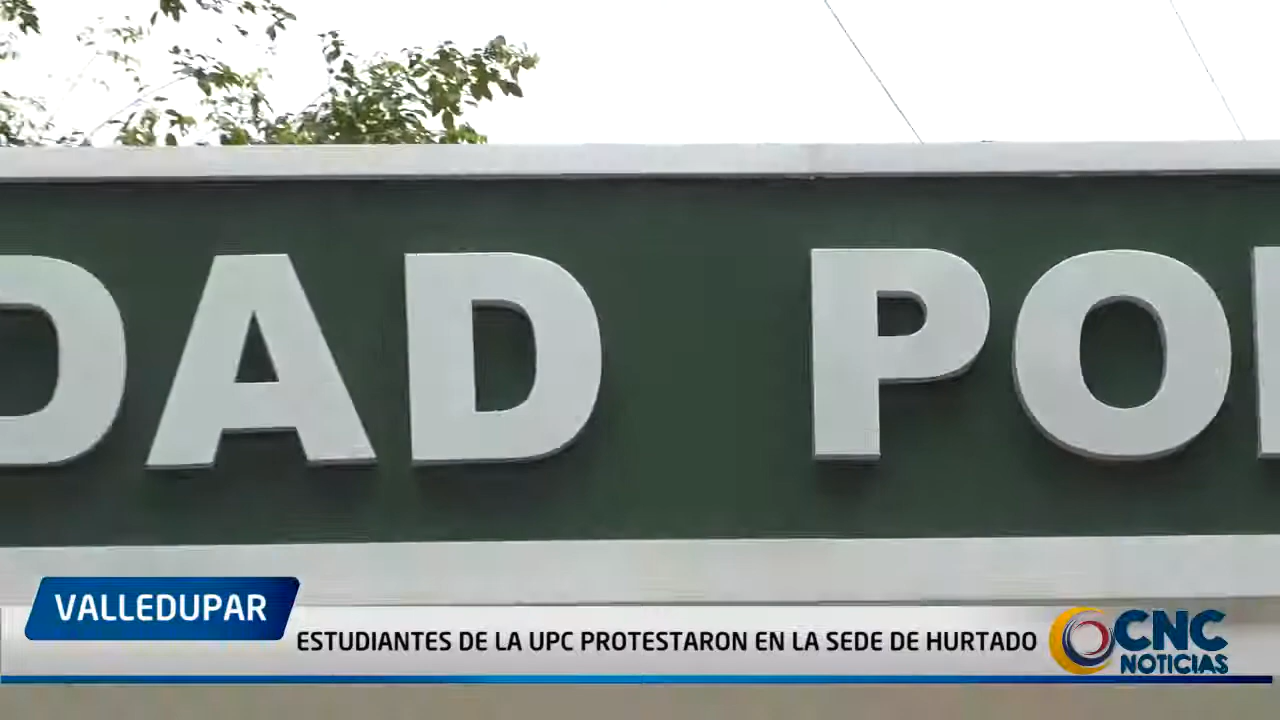 DAD PO
VALLEDUPAR
ESTUDIANTES DE LA UPC PROTESTARON EN LA SEDE DE HURTADO
CNC
NOTICIAS